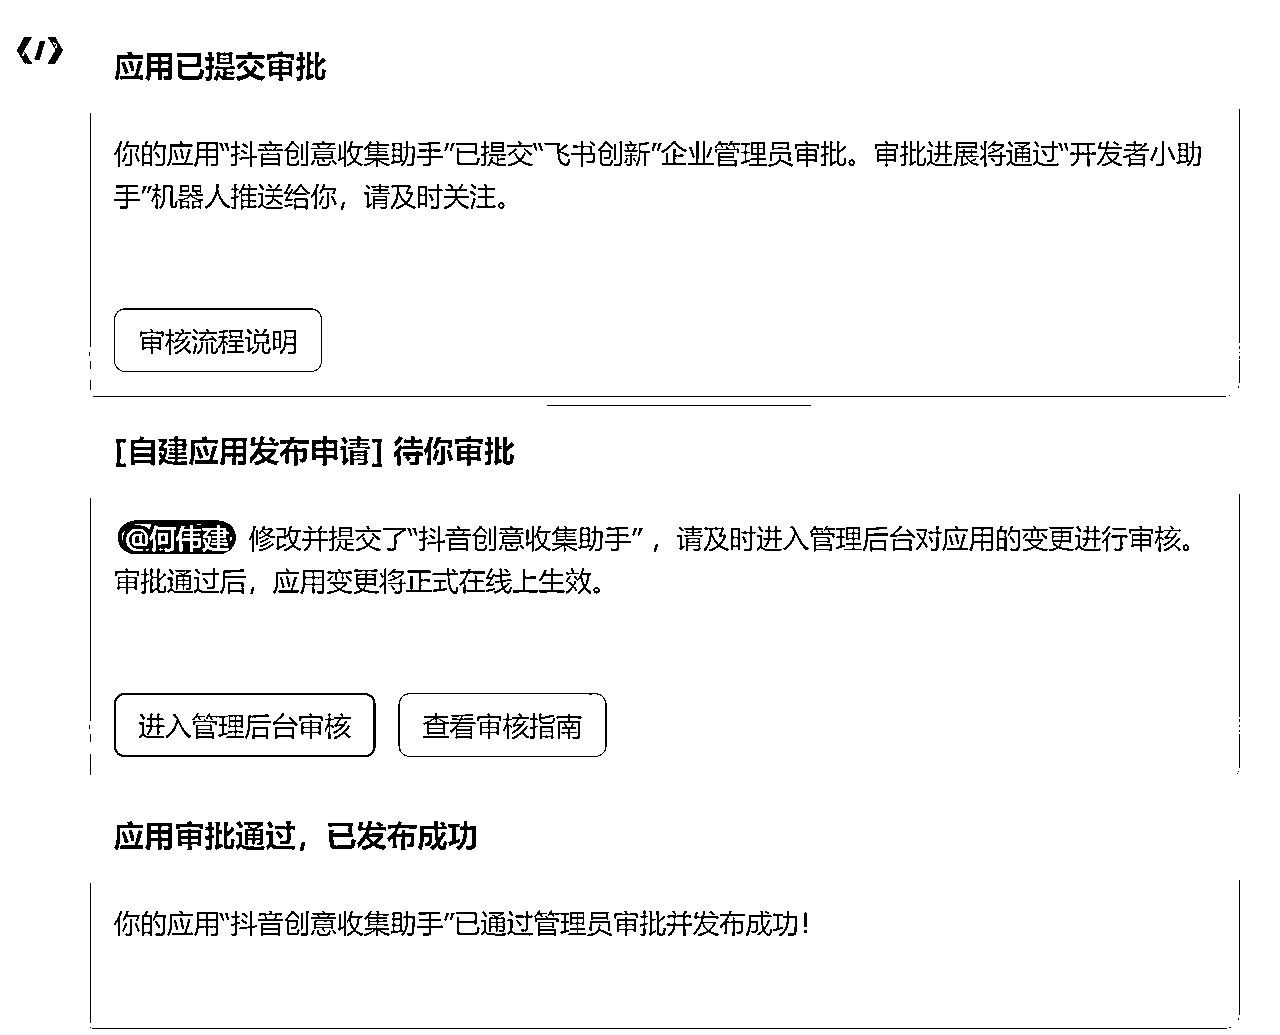 应用已提交审批
你的应用“抖音创意收集助手”已提交“飞书创新”企业管理员审批。审批进展将通过“开发者小助
手”机器人推送给你，请及时关注。
审核流程说明
[自建应用发布申请] 待你审批
@何伟建 修改并提交了“抖音创意收集助手” ，请及时进入管理后台对应用的变更进行审核。
审批通过后，应用变更将正式在线上生效。
进入管理后台审核 查看审核指南
应用审批通过，已发布成功
你的应用“抖音创意收集助手”已通过管理员审批并发布成功！